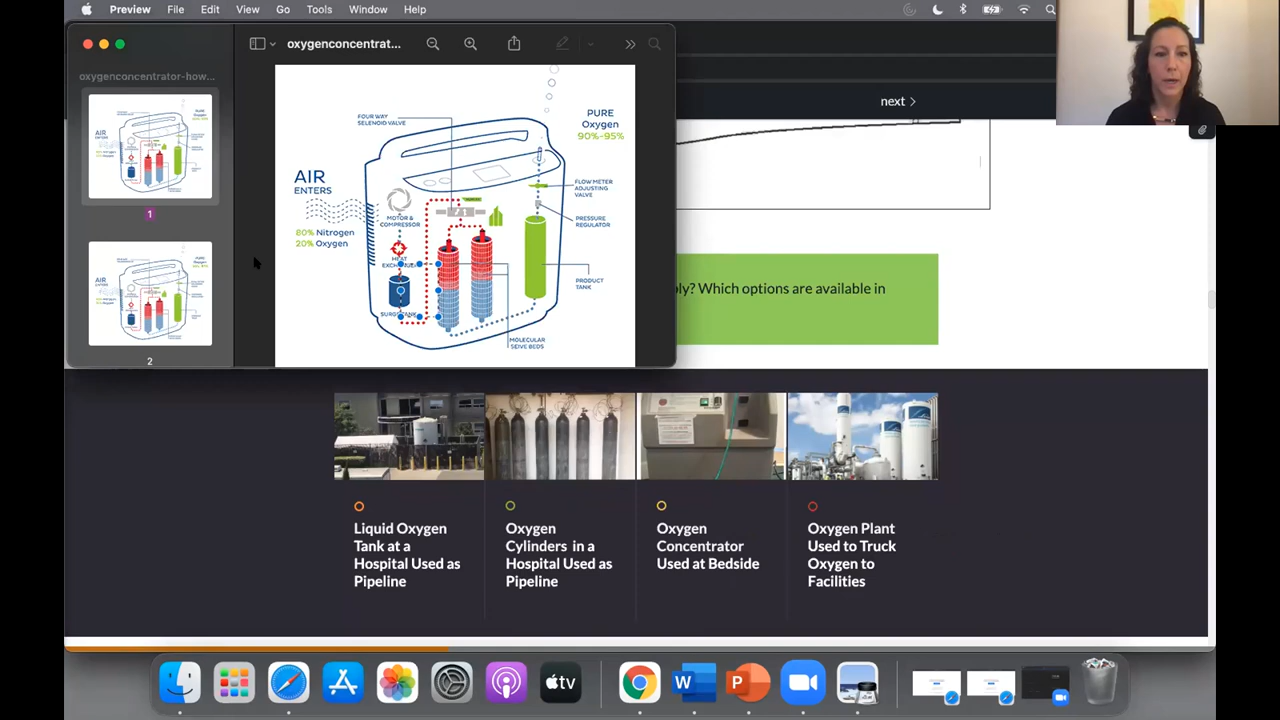 Preview File Edit View Go Tools Window Help
oxygenconcentrat...
oxygenconcentrator-how...
1
2
FOUR WAY
SELENOID VALVE
PURE
Oxygen
90%-95%
AIR
ENTERS
80% Nitrogen
20% Oxygen
MOTOR &
COMPRESSOR
HEAT
FLOW METER
ADJUSTING
VALVE
PRESSURE
REGULATOR
PRODUCT
TANK
MOLECULAR
SEIVE BEDS
next >
ply? Which options are available in
Liquid Oxygen
Tank at a
Hospital Used as
Pipeline
Oxygen
Cylinders in a
Hospital Used as
Pipeline
Oxygen
Concentrator
Used at Bedside
Oxygen Plant
Used to Truck
Oxygen to
Facilities
tv
W
P